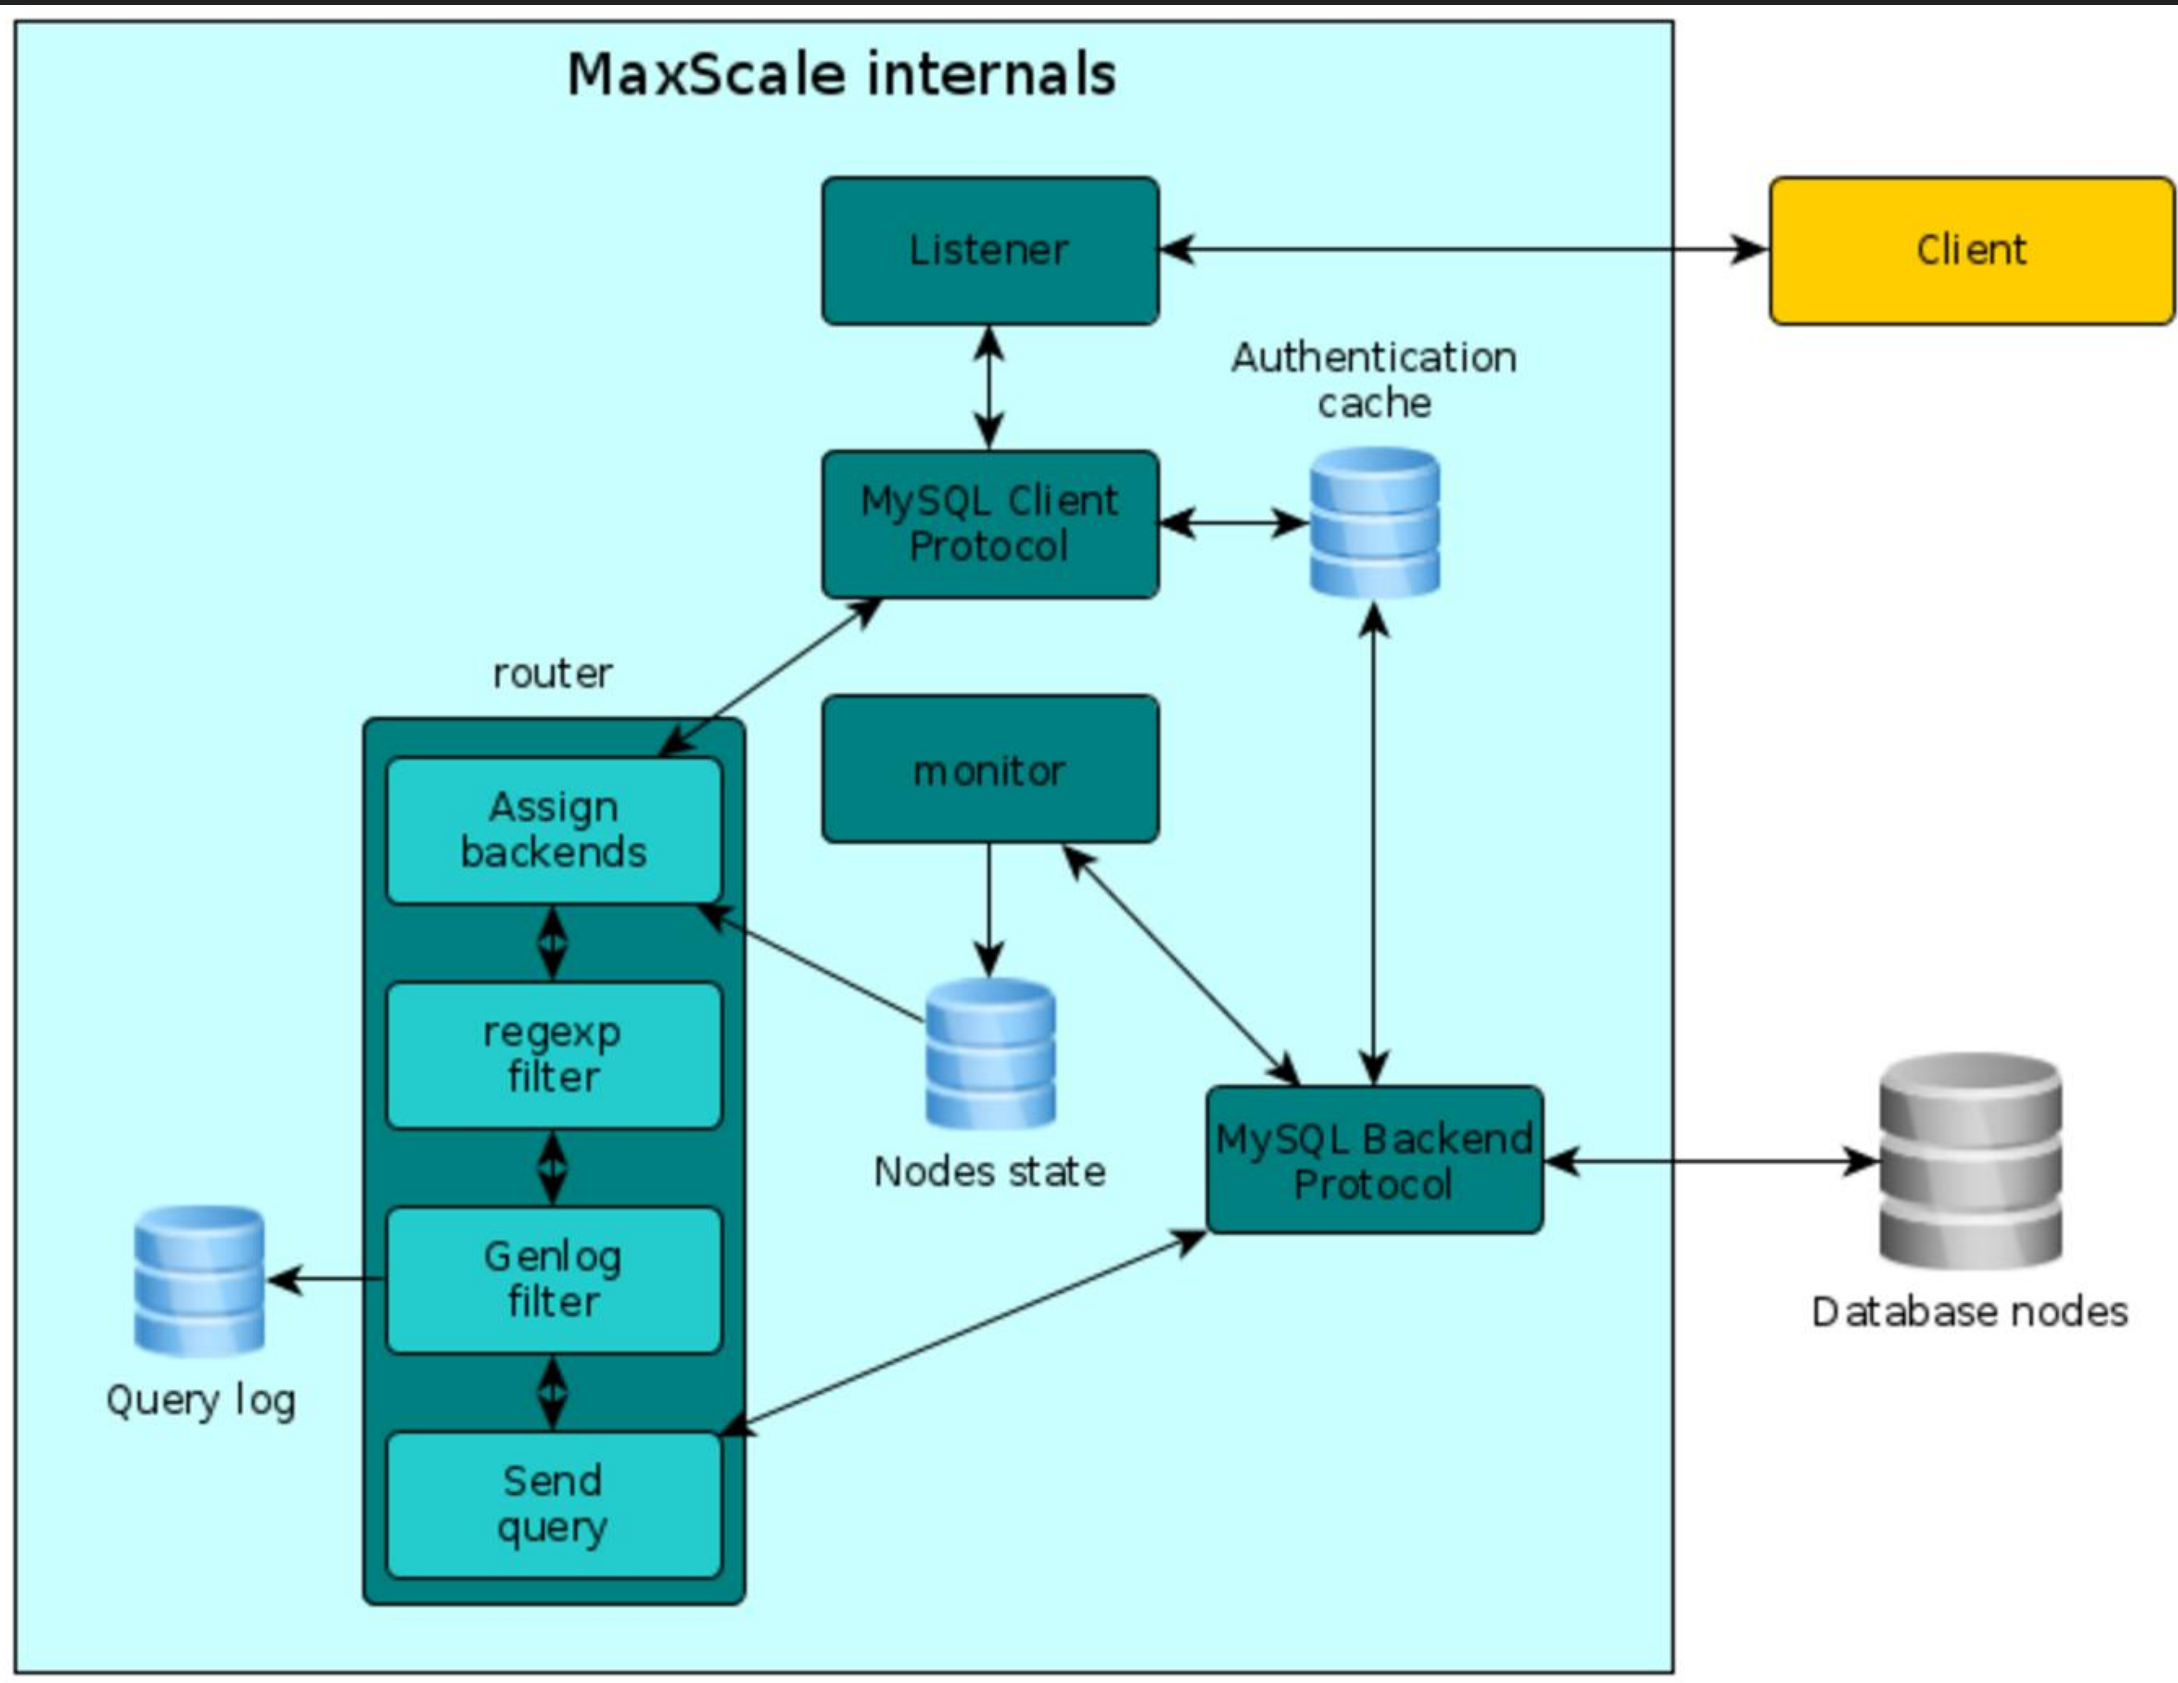 MaxScale internals
Listener
Client
Authentication
cache
MySQL Client
Protocol
router
monitor
Assign
backends
regexp
filter
Nodes state
MySQL Backend
Protocol
Genlog
filter
Database nodes
Query log
Send
query